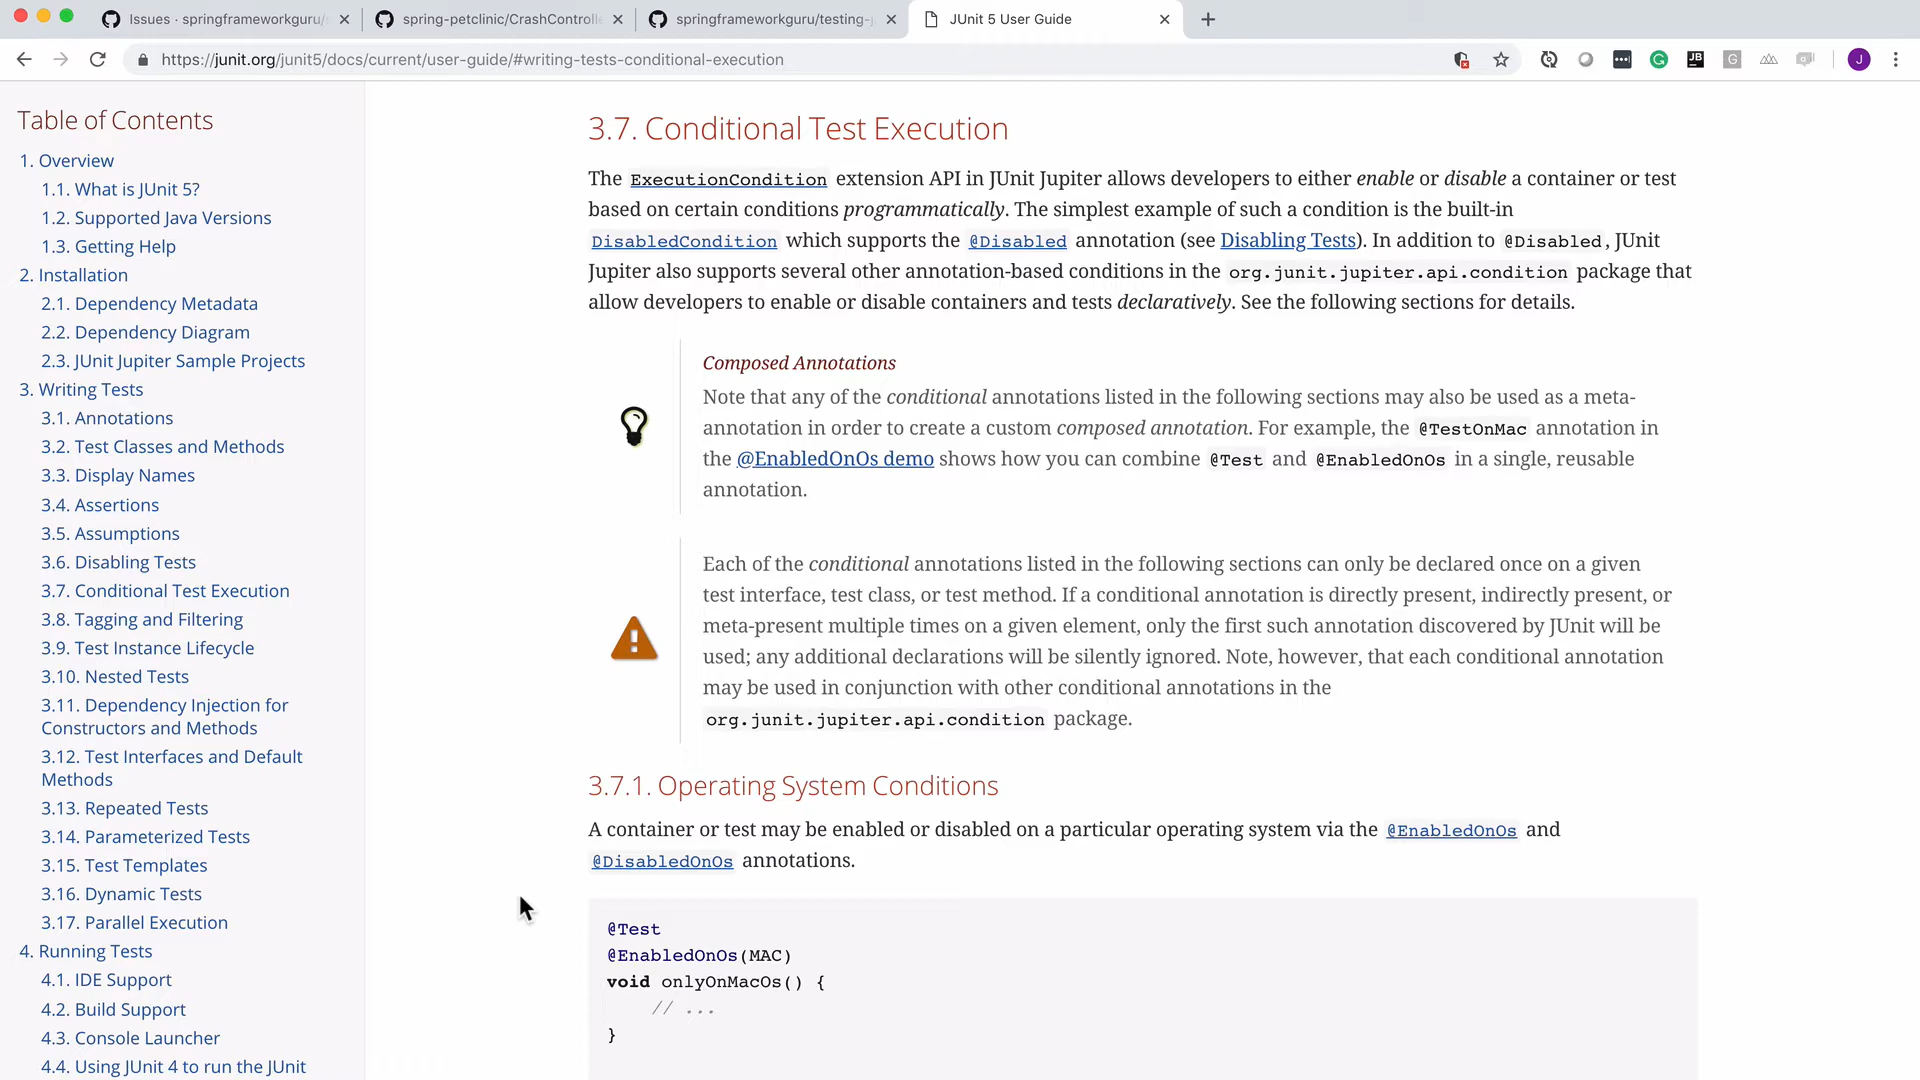 Issues · springframeworkguru/s
spring-petclinic/CrashControlle
springframeworkguru/testing-j
JUnit 5 User Guide
https://junit.org/junit5/docs/current/user-guide/#writing-tests-conditional-execution
JB
G
J
Table of Contents
1. Overview
1.1. What is JUnit 5?
1.2. Supported Java Versions
1.3. Getting Help
2. Installation
2.1. Dependency Metadata
2.2. Dependency Diagram
2.3. JUnit Jupiter Sample Projects
3. Writing Tests
3.1. Annotations
3.2. Test Classes and Methods
3.3. Display Names
3.4. Assertions
3.5. Assumptions
3.6. Disabling Tests
3.7. Conditional Test Execution
3.8. Tagging and Filtering
3.9. Test Instance Lifecycle
3.10. Nested Tests
3.11. Dependency Injection for
Constructors and Methods
3.12. Test Interfaces and Default
Methods
3.13. Repeated Tests
3.14. Parameterized Tests
3.15. Test Templates
3.16. Dynamic Tests
3.17. Parallel Execution
4. Running Tests
4.1. IDE Support
4.2. Build Support
4.3. Console Launcher
4.4. Using JUnit 4 to run the JUnit
3.7. Conditional Test Execution
The ExecutionCondition extension API in JUnit Jupiter allows developers to either enable or disable a container or test
based on certain conditions programmatically. The simplest example of such a condition is the built-in
DisabledCondition which supports the @Disabled annotation (see Disabling Tests). In addition to @Disabled, JUnit
Jupiter also supports several other annotation-based conditions in the org.junit.jupiter.api.condition package that
allow developers to enable or disable containers and tests declaratively. See the following sections for details.
Composed Annotations
Note that any of the conditional annotations listed in the following sections may also be used as a meta-
annotation in order to create a custom composed annotation. For example, the @TestOnMac annotation in
the @EnabledOnOs demo shows how you can combine @Test and @EnabledOnOs in a single, reusable
annotation.
Each of the conditional annotations listed in the following sections can only be declared once on a given
test interface, test class, or test method. If a conditional annotation is directly present, indirectly present, or
meta-present multiple times on a given element, only the first such annotation discovered by JUnit will be
used; any additional declarations will be silently ignored. Note, however, that each conditional annotation
may be used in conjunction with other conditional annotations in the
org.junit.jupiter.api.condition package.
3.7.1. Operating System Conditions
A container or test may be enabled or disabled on a particular operating system via the @EnabledOnOs and
@DisabledOnOs annotations.
@Test
@EnabledOnOs(MAC)
void onlyOnMacOs() {
// ...
}